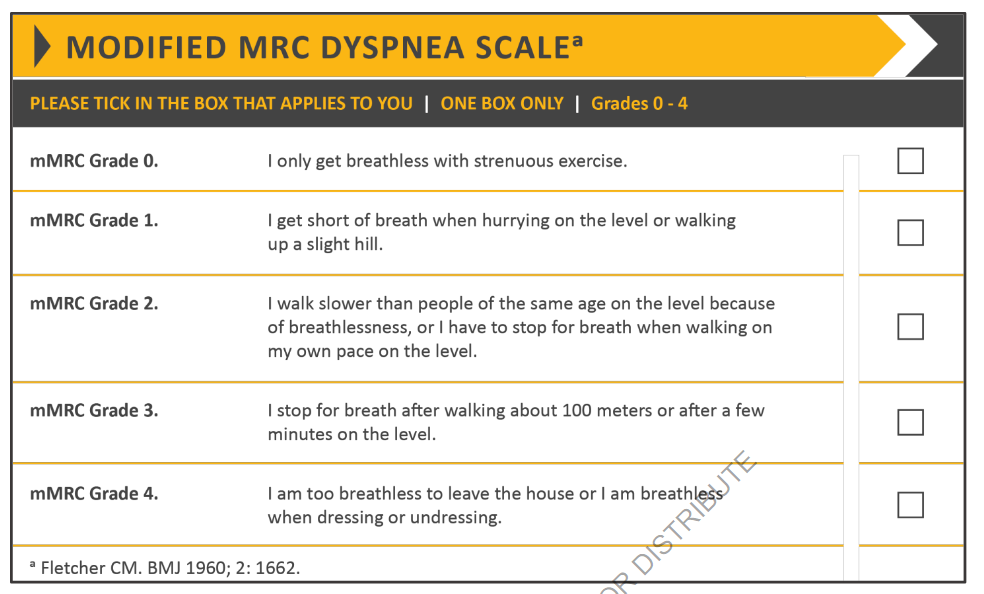 MODIFIED MRC DYSPNEA SCALEª
PLEASE TICK IN THE BOX THAT APPLIES TO YOU | ONE BOX ONLY | Grades 0 - 4
mMRC Grade 0.
I only get breathless with strenuous exercise.
mMRC Grade 1.
I get short of breath when hurrying on the level or walking
up a slight hill.
mMRC Grade 2.
I walk slower than people of the same age on the level because
of breathlessness, or I have to stop for breath when walking on
my own pace on the level.
mMRC Grade 3.
I stop for breath after walking about 100 meters or after a few
minutes on the level.
mMRC Grade 4.
I am too breathless to leave the house or I am breathless
when dressing or undressing.
ª Fletcher CM. BMJ 1960; 2: 1662.
OR DISTRIBUTE